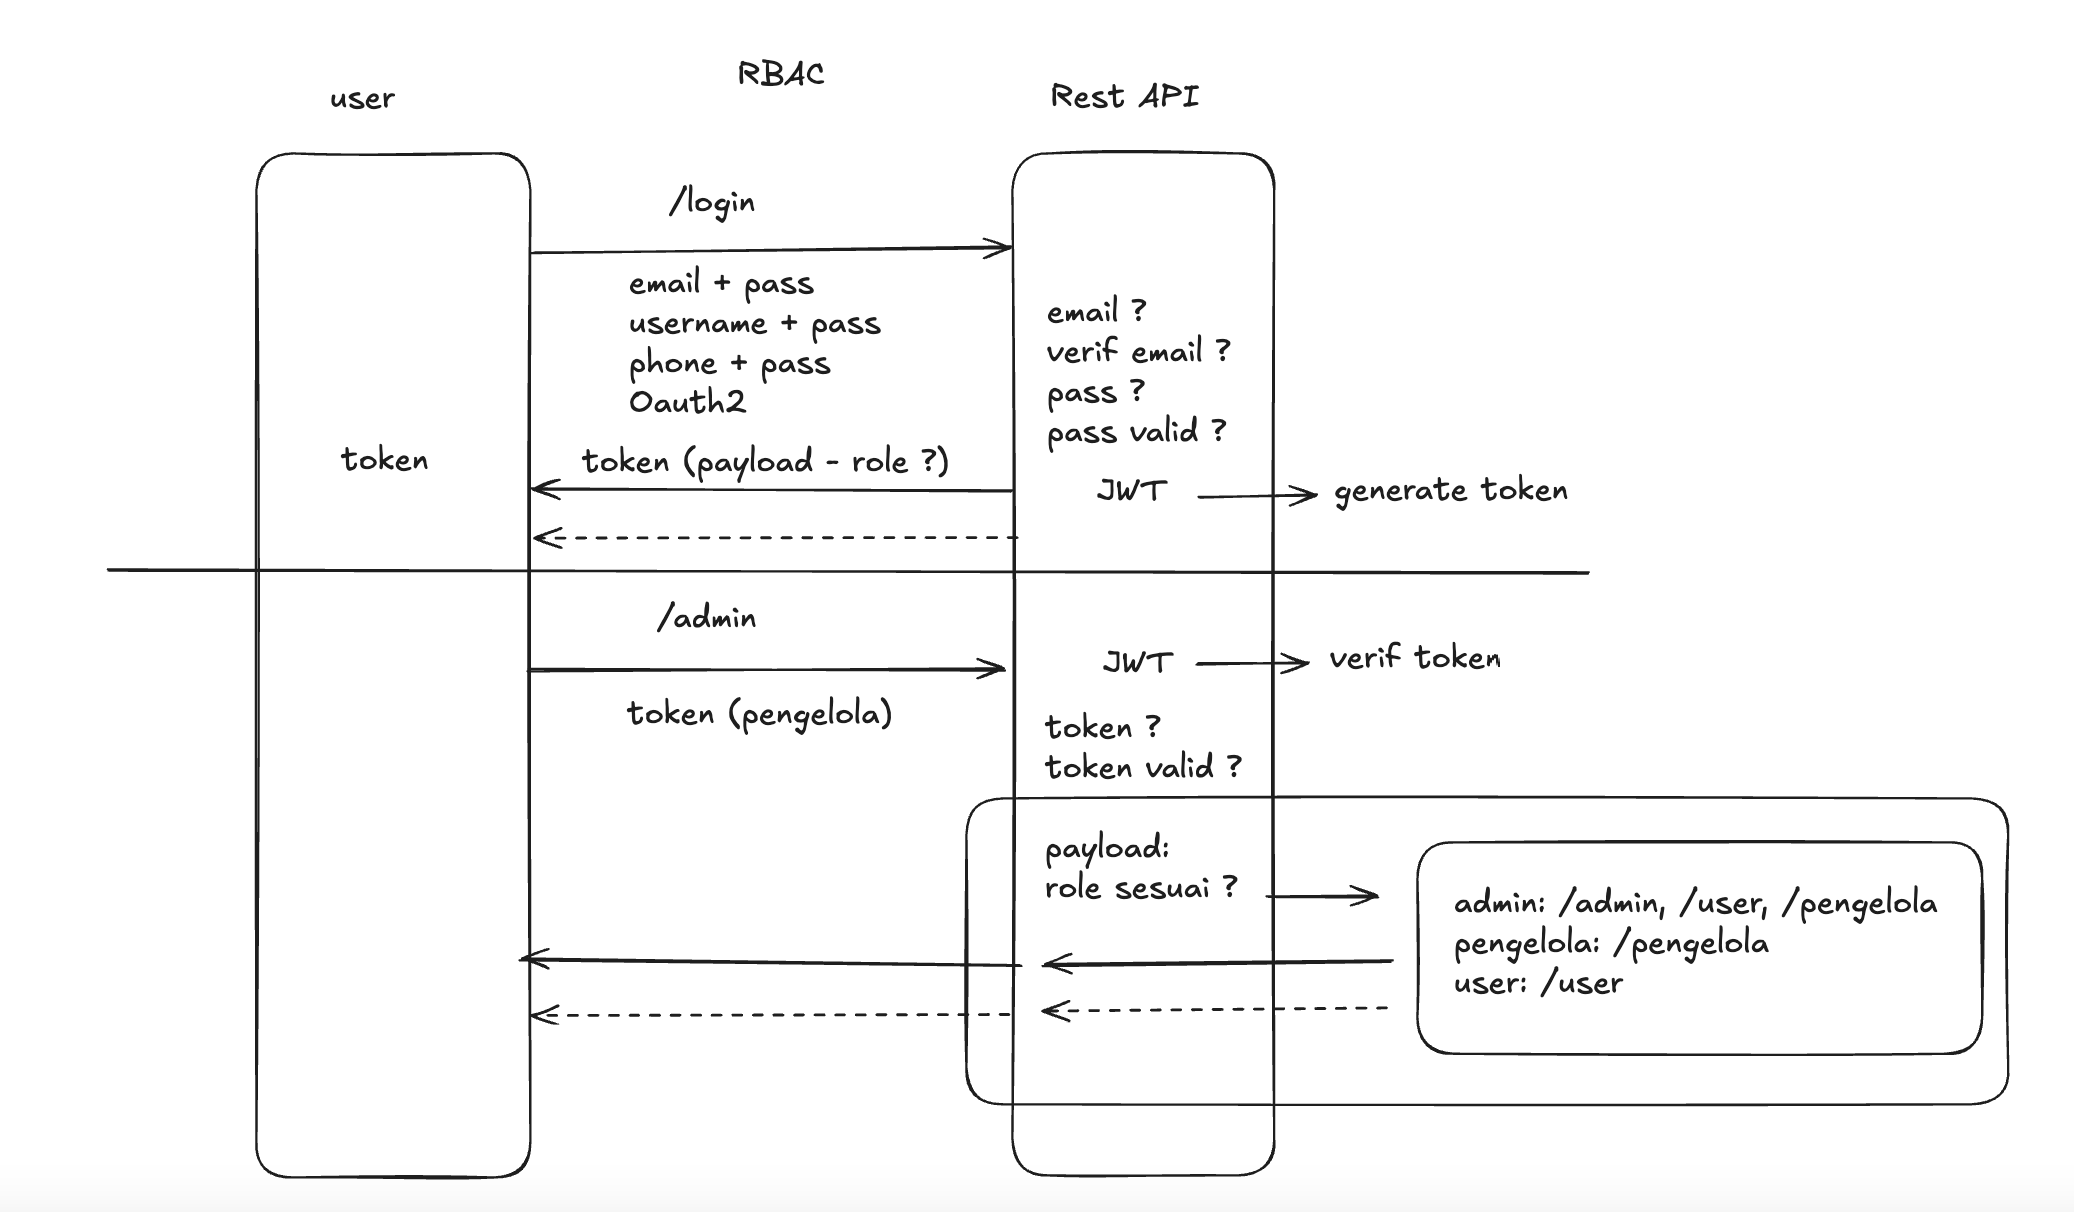 RBAC
user
Rest API
/login
email + pass
username + pass
phone + pass
Oauth2
email ?
verif email ?
pass ?
pass valid ?
token
token (payload - role ?)
JWT
generate token
/admin
token (pengelola)
JWT
verif token
token ?
token valid ?
payload:
role sesuai ?
admin: /admin, /user, /pengelola
pengelola: /pengelola
user: /user